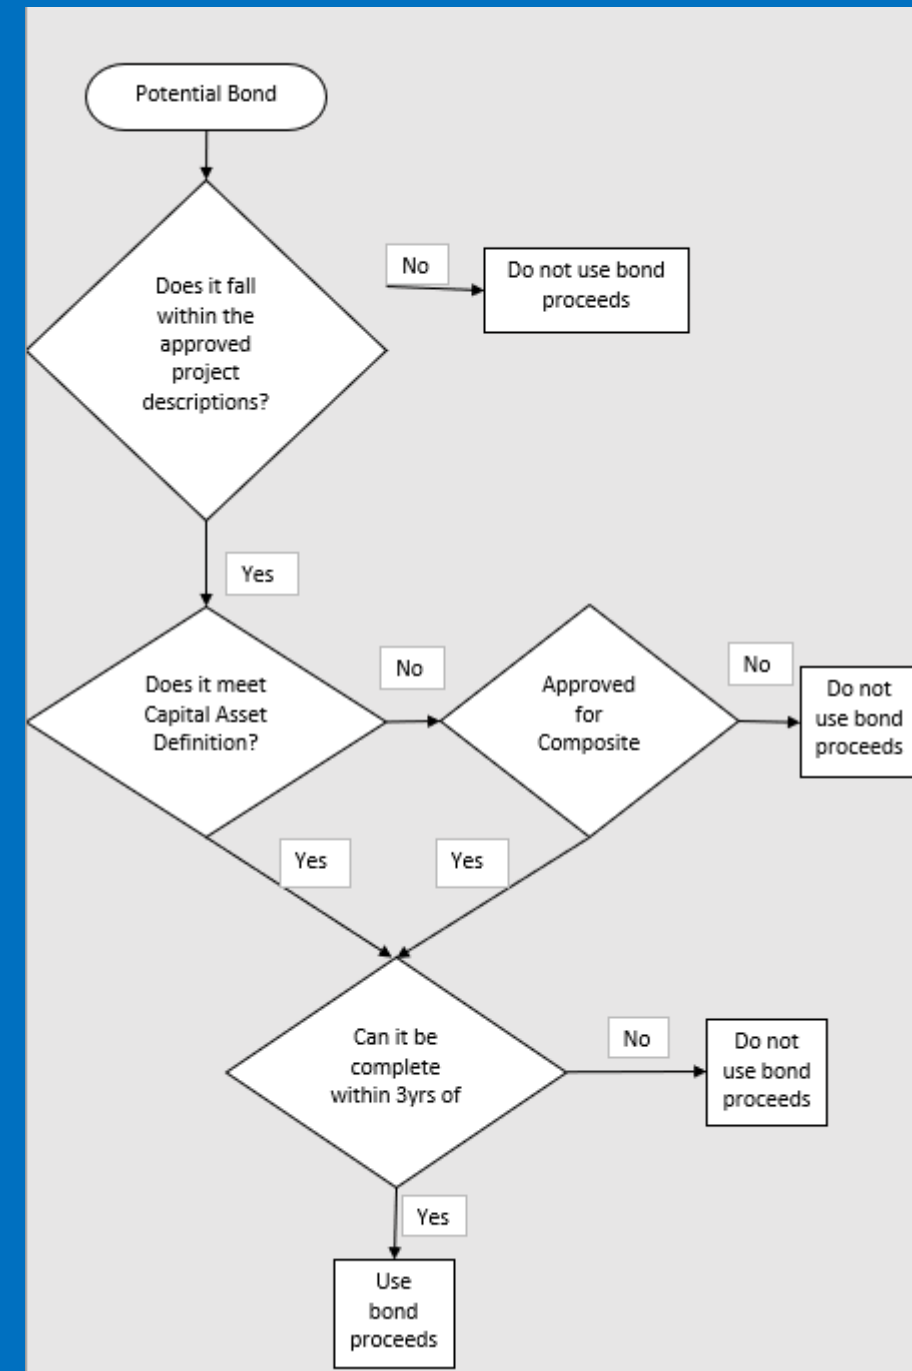 Potential Bond
Does it fall
within the
approved
project
descriptions?
No
Do not use bond
proceeds
Yes
Does it meet
Capital Asset
Definition?
No
Approved
for
Composite
No
Do not
use bond
proceeds
Yes
Yes
Can it be
complete
within 3yrs of
No
Do not
use bond
proceeds
Yes
Use
bond
proceeds